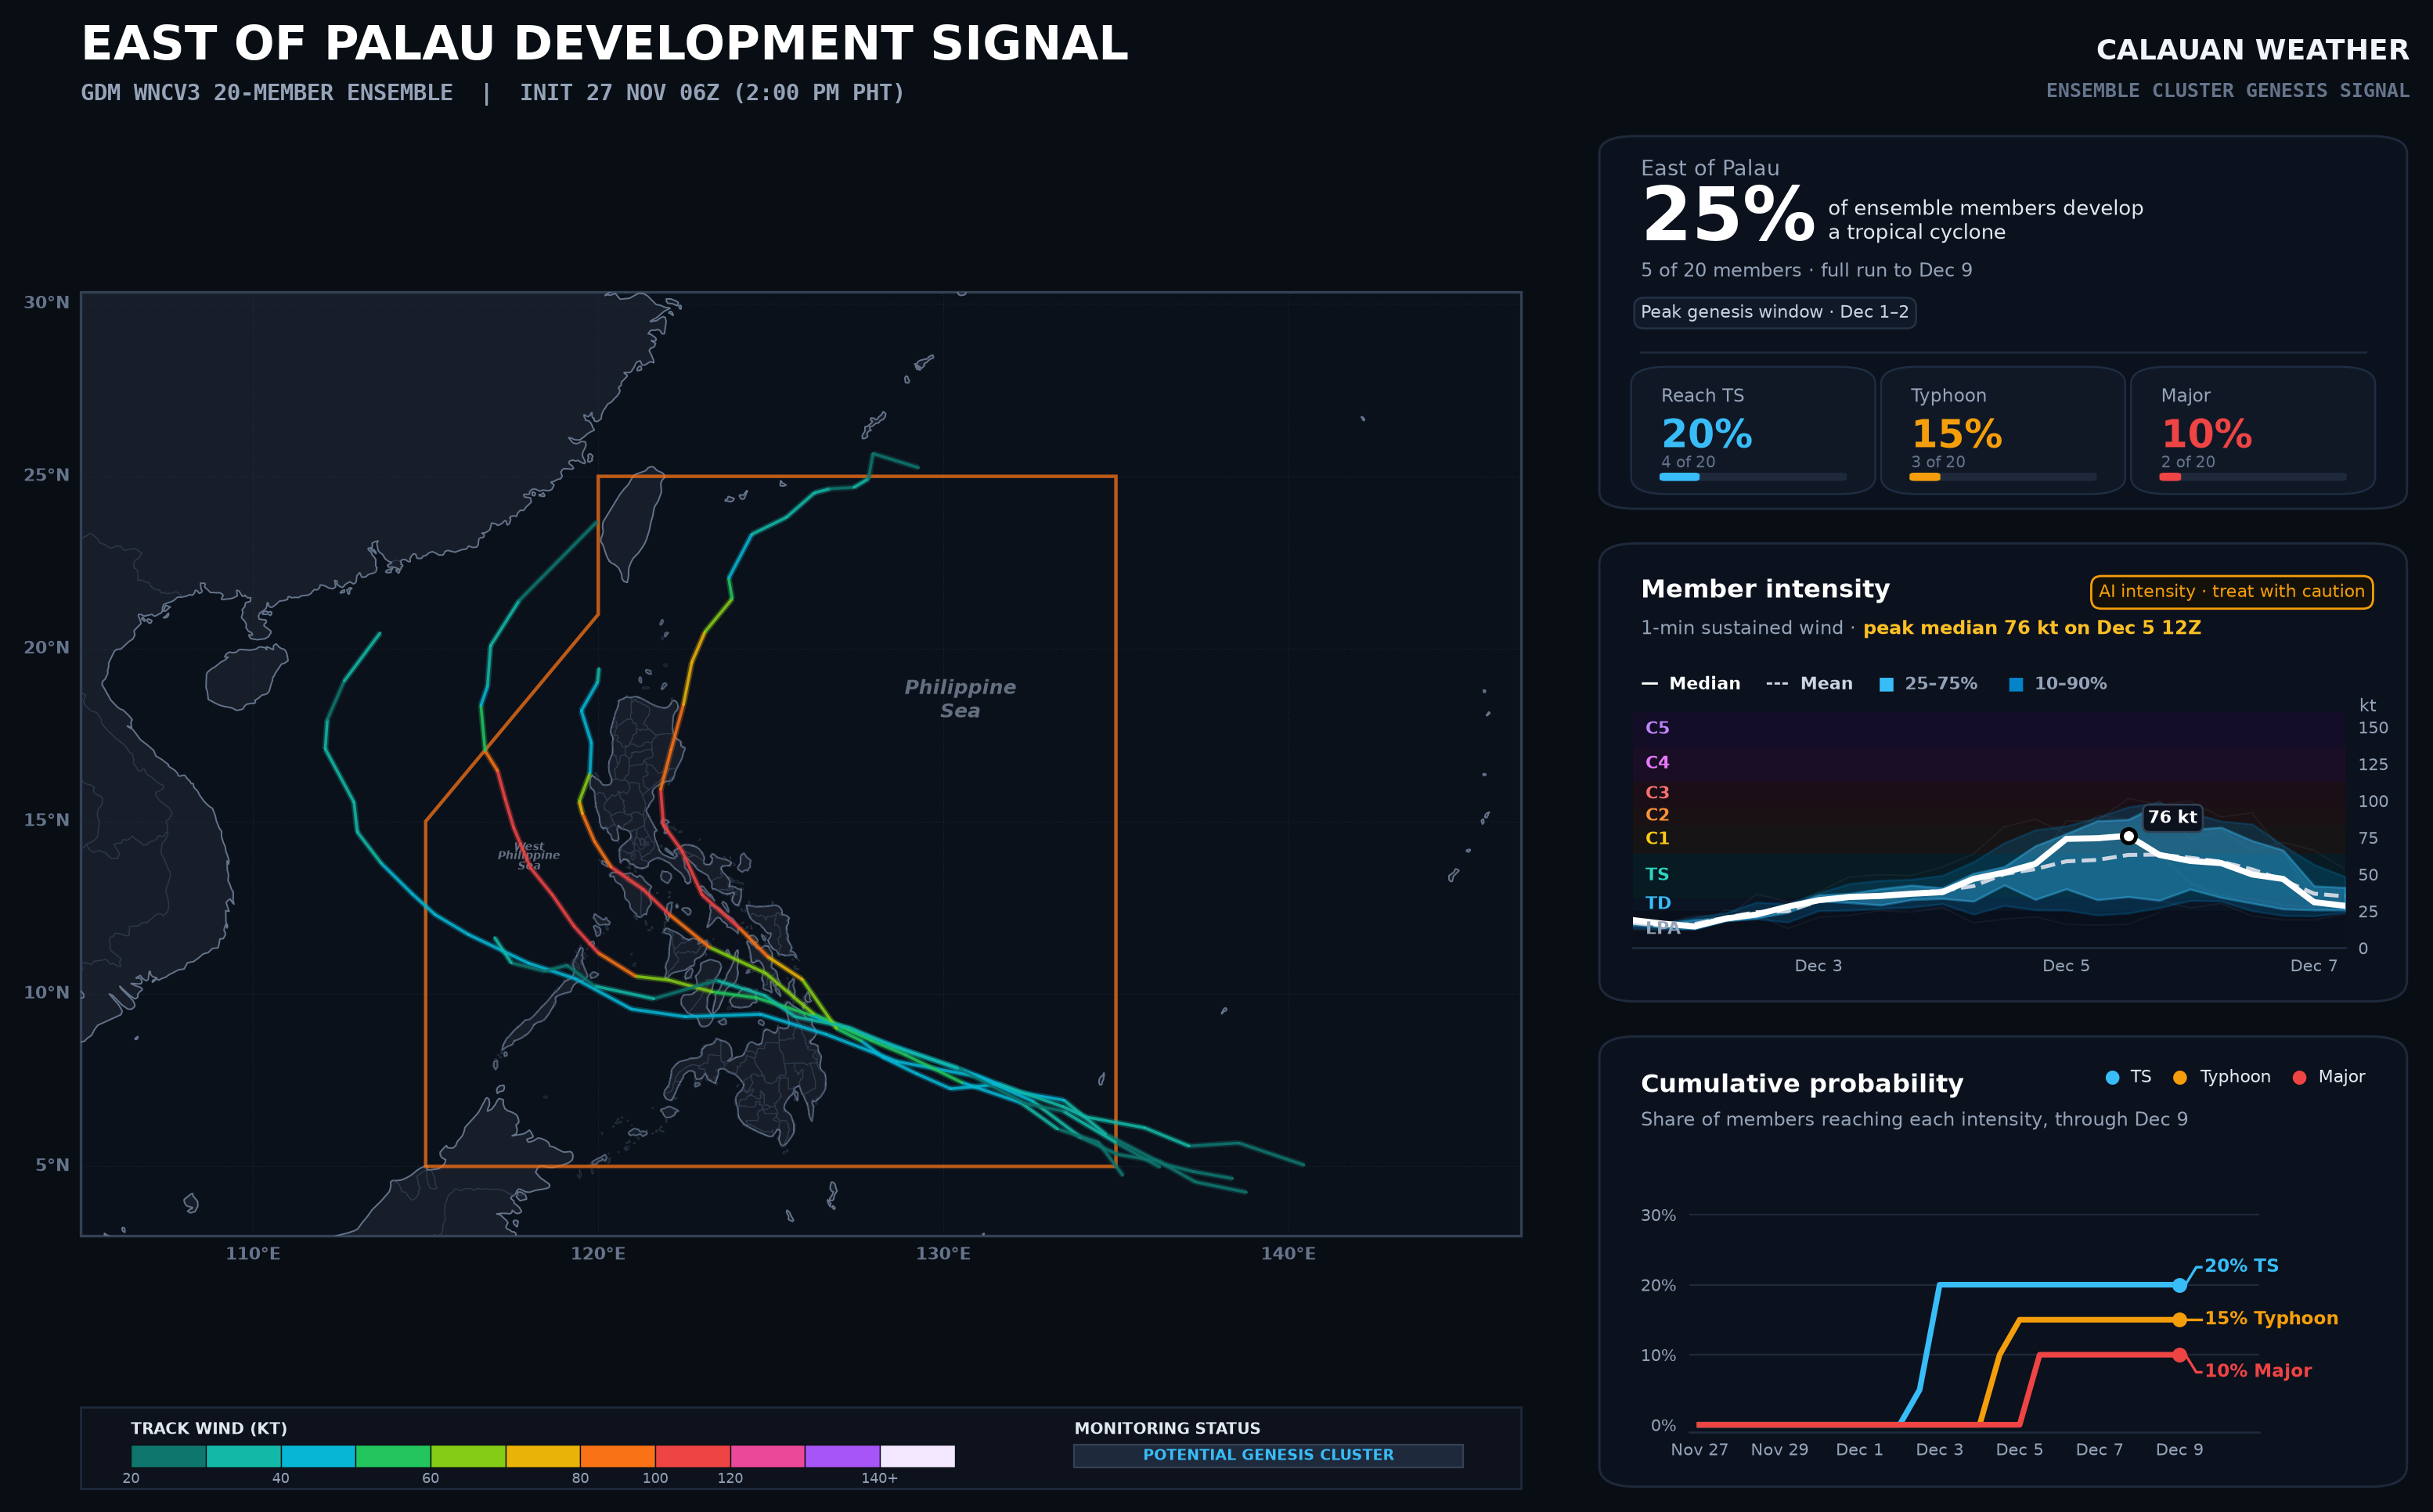 EAST OF PALAU DEVELOPMENT SIGNAL
GDM WNCV3 20-MEMBER ENSEMBLE | INIT 27 NOV 06Z (2:00 PM PHT)
CALAUAN WEATHER
ENSEMBLE CLUSTER GENESIS SIGNAL
30°N
25°N
20°N
15°N
10°N
5°N
110°E
120°E
130°E
140°E
Philippine
Sea
West
Philippine
Sea
TRACK WIND (KT)
20
40
60
80
100
120
140+
MONITORING STATUS
POTENTIAL GENESIS CLUSTER
East of Palau
25%
of ensemble members develop
a tropical cyclone
5 of 20 members · full run to Dec 9
Peak genesis window · Dec 1–2
Reach TS
20%
4 of 20
Typhoon
15%
3 of 20
Major
10%
2 of 20
Member intensity
AI intensity · treat with caution
1-min sustained wind · peak median 76 kt on Dec 5 12Z
Median
Mean
25–75%
10–90%
kt
C5
C4
C3
C2
C1
TS
TD
LPA
150
125
100
75
50
25
0
76 kt
Dec 3
Dec 5
Dec 7
Cumulative probability
TS
Typhoon
Major
Share of members reaching each intensity, through Dec 9
30%
20%
10%
0%
20% TS
15% Typhoon
10% Major
Nov 27
Nov 29
Dec 1
Dec 3
Dec 5
Dec 7
Dec 9